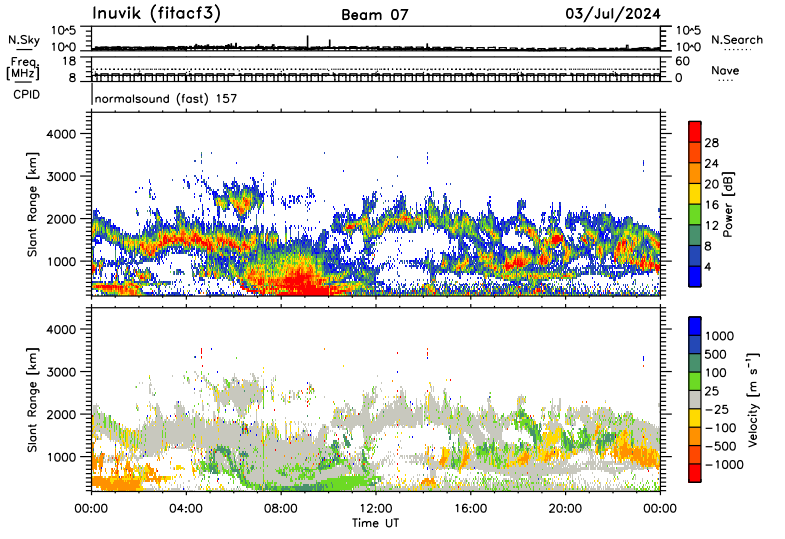 Inuvik (fitacf3) Beam 07 03/Jul/2024
N.Sky 10^5 10^5 N.Search
10^0 10^0
Freq. [MHz] 18 60 Nave
8 0
CPID normalsound (fast) 157
Slant Range [km]
4000
3000
2000
1000
Power [dB]
28
24
20
16
12
8
4
Slant Range [km]
4000
3000
2000
1000
Velocity [m s⁻¹]
1000
500
100
25
−25
−100
−500
−1000
00:00 04:00 08:00 12:00 16:00 20:00 00:00
Time UT